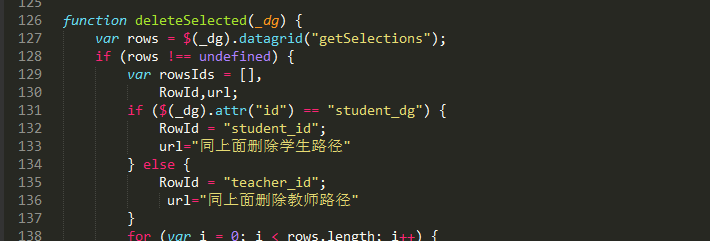 125
126 function deleteSelected(_dg) {
127 var rows = $(_dg).datagrid("getSelections");
128 if (rows !== undefined) {
129 var rowsIds = [],
130 RowId,url;
131 if ($(_dg).attr("id") == "student_dg") {
132 RowId = "student_id";
133 url="同上面删除学生路径"
134 } else {
135 RowId = "teacher_id";
136 url="同上面删除教师路径"
137 }
138 for (var i = 0; i < rows.length; i++) {